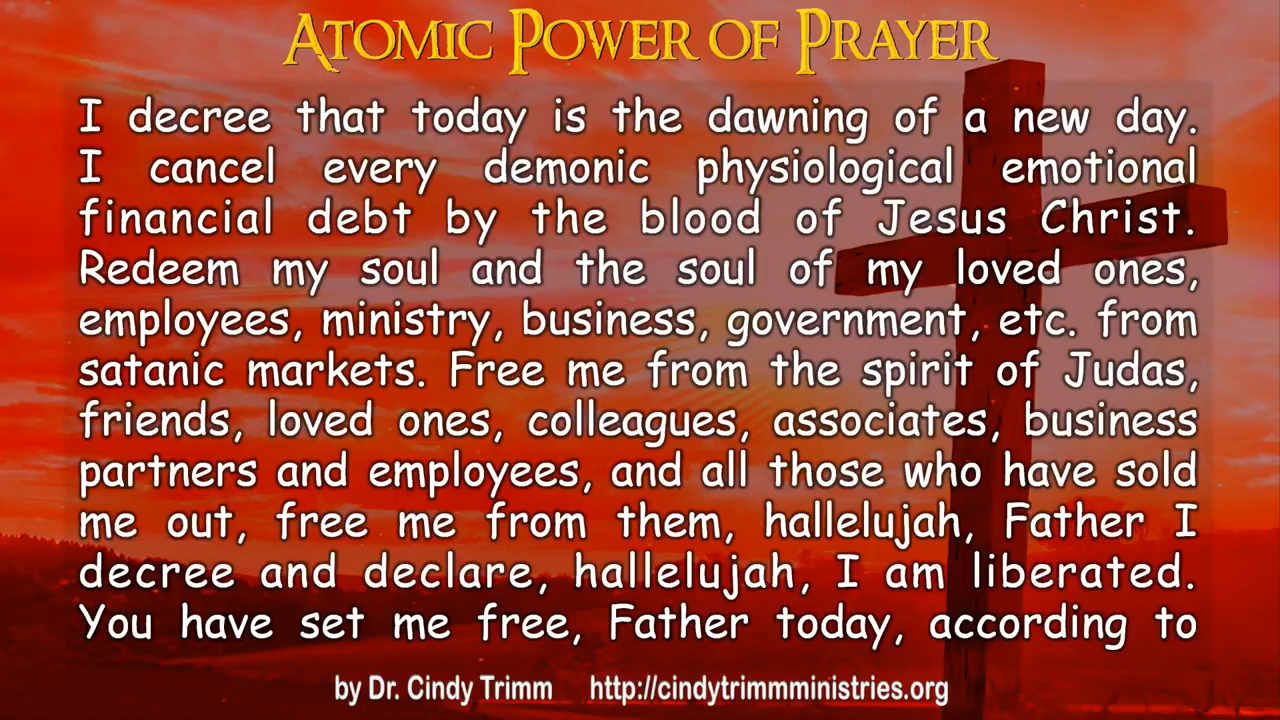 Atomic Power of Prayer
I decree that today is the dawning of a new day.
I cancel every demonic physiological emotional
financial debt by the blood of Jesus Christ.
Redeem my soul and the soul of my loved ones,
employees, ministry, business, government, etc. from
satanic markets. Free me from the spirit of Judas,
friends, loved ones, colleagues, associates, business
partners and employees, and all those who have sold
me out, free me from them, hallelujah, Father I
decree and declare, hallelujah, I am liberated.
You have set me free, Father today, according to
by Dr. Cindy Trimm http://cindytrimmministries.org